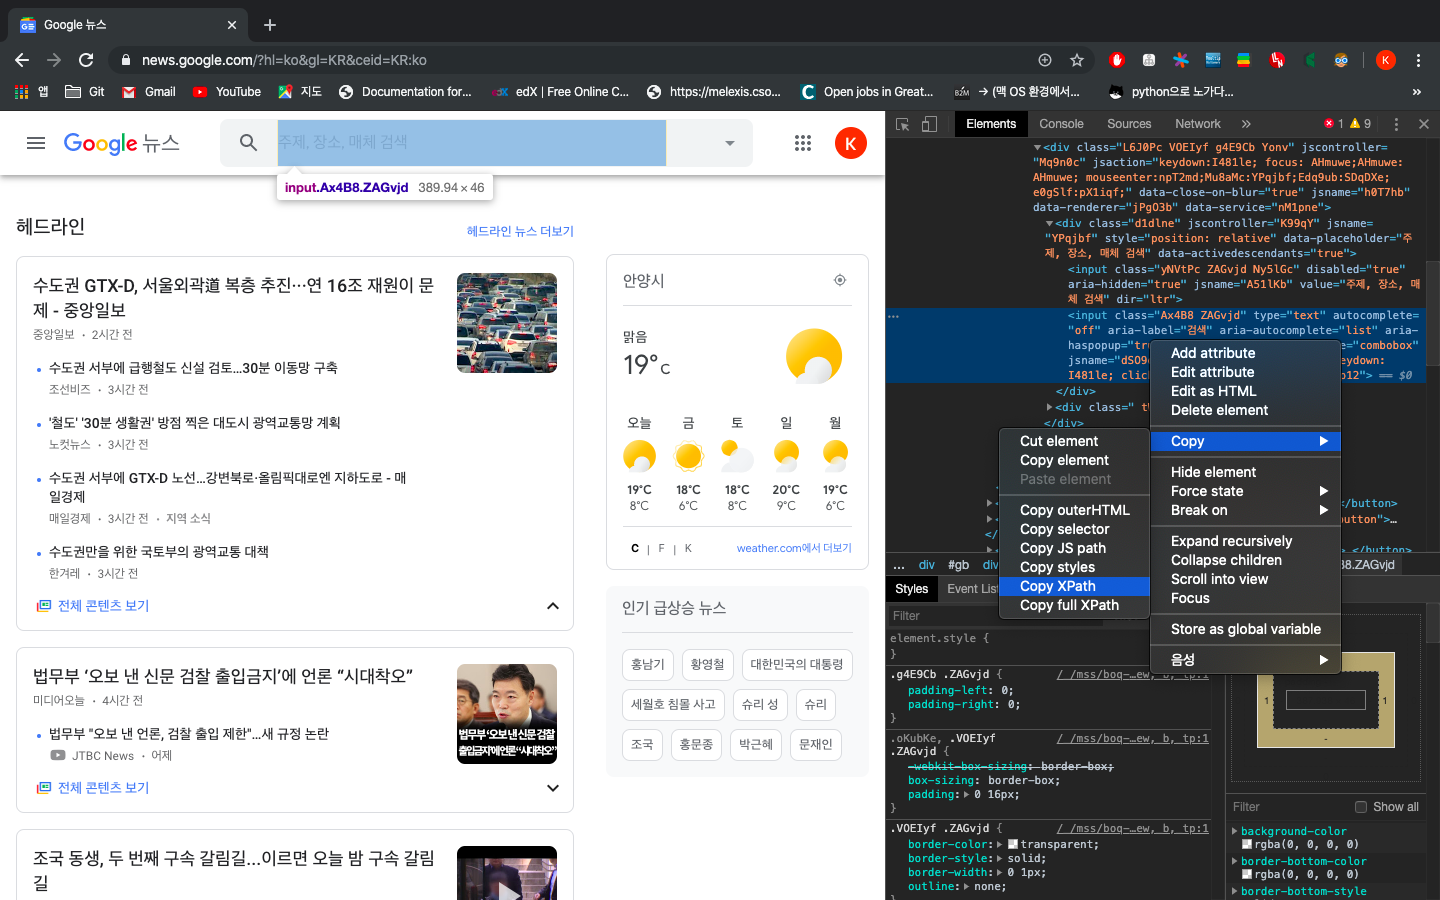 Google 뉴스
news.google.com/?hl=ko&gl=KR&ceid=KR:ko
K
앱
Git
Gmail
YouTube
지도
Documentation for...
edX | Free Online C...
https://melexis.cso...
Open jobs in Great...
→ (맥 OS 환경에서...
python으로 노가다...
Google 뉴스
주제, 장소, 매체 검색
K
input.Ax4B8.ZAGvjd 389.94 × 46
헤드라인
헤드라인 뉴스 더보기
수도권 GTX-D, 서울외곽道 복층 추진…연 16조 재원이 문
제 - 중앙일보
중앙일보 · 2시간 전
수도권 서부에 급행철도 신설 검토...30분 이동망 구축
조선비즈 · 3시간 전
'철도' '30분 생활권' 방점 찍은 대도시 광역교통망 계획
노컷뉴스 · 3시간 전
수도권 서부에 GTX-D 노선…강변북로·올림픽대로엔 지하도로 - 매
일경제
매일경제 · 3시간 전 · 지역 소식
수도권만을 위한 국토부의 광역교통 대책
한겨레 · 3시간 전
전체 콘텐츠 보기
법무부 ‘오보 낸 신문 검찰 출입금지’에 언론 “시대착오”
미디어오늘 · 4시간 전
법무부 "오보 낸 언론, 검찰 출입 제한"...새 규정 논란
JTBC News · 어제
법무부 ‘오보 낸 신문 검찰
출입금지’에 언론 “시대착오”
전체 콘텐츠 보기
조국 동생, 두 번째 구속 갈림길...이르면 오늘 밤 구속 갈림
길
안양시
맑음
19°C
오늘 금 토 일 월
19°C 18°C 18°C 20°C 19°C
8°C 6°C 8°C 9°C 6°C
C | F | K
weather.com에서 더보기
인기 급상승 뉴스
홍남기 황영철 대한민국의 대통령
세월호 침몰 사고 슈리 성 슈리
조국 홍문종 박근혜 문재인
Elements Console Sources Network » 1 9
<div class="L6J0Pc VOEIyf g4E9Cb Yonv" jscontroller=
"Mq9n0c" jsaction="keydown:I481le; focus: AHmuwe;AHmuwe:
AHmuwe; mouseenter:npT2md;Mu8aMc:YPqjbf;Edq9ub:SDqDXe;
e0gSlf:pX1iqf;" data-close-on-blur="true" jsname="h0T7hb"
data-renderer="jPgO3b" data-service="nM1pne">
<div class="d1dlne" jscontroller="K99qY" jsname=
"YPqjbf" style="position: relative" data-placeholder="주
제, 장소, 매체 검색" data-activedescendants="true">
<input class="yNVtPc ZAGvjd Ny5lGc" disabled="true"
aria-hidden="true" jsname="A51lKb" value="주제, 장소, 매
체 검색" dir="ltr">
<input class="Ax4B8 ZAGvjd" type="text" autocomplete=
"off" aria-label="검색" aria-autocomplete="list" aria-
haspopup="tru
"combobox"
jsname="dSO9
eydown:
I481le; clic
p12"> == $0
</div>
<div class=" t
</div>
</button>
button">…
</button>
Add attribute
Edit attribute
Edit as HTML
Delete element
Copy
Hide element
Force state
Break on
Expand recursively
Collapse children
Scroll into view
Focus
Store as global variable
음성
Cut element
Copy element
Paste element
Copy outerHTML
Copy selector
Copy JS path
Copy styles
Copy XPath
Copy full XPath
... div #gb div
B8.ZAGvjd
Styles Event List
Filter
element.style {
}
.g4E9Cb .ZAGvjd {
/_/mss/boq-…ew,_b,_tp:1
padding-left: 0;
padding-right: 0;
}
.oKubKe, .VOEIyf
.ZAGvjd {
/_/mss/boq-…ew,_b,_tp:1
-webkit-box-sizing: border-box;
box-sizing: border-box;
padding: 0 16px;
}
.VOEIyf .ZAGvjd {
/_/mss/boq-…ew,_b,_tp:1
border-color: transparent;
border-style: solid;
border-width: 0 1px;
outline: none;
}
1 1
-
Filter Show all
background-color
rgba(0, 0, 0, 0)
border-bottom-color
rgba(0, 0, 0, 0)
border-bottom-style